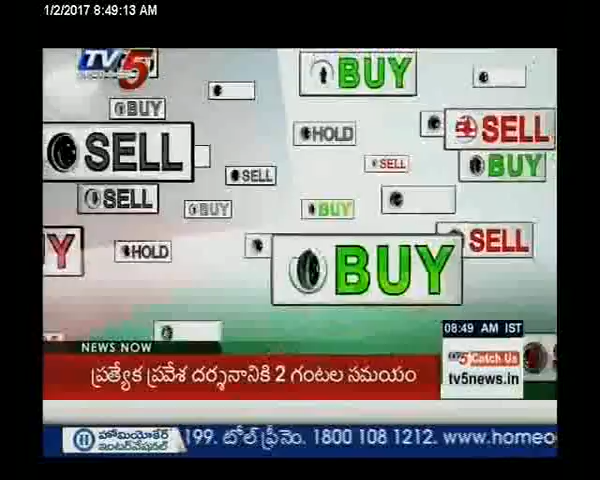 1/2/2017 8:49:13 AM
TV5
BUY
BUY
HOLD
SELL
SELL
SELL
BUY
SELL
SELL
BUY
BUY
SELL
Y
HOLD
BUY
08:49 AM IST
NEWS NOW
ప్రత్యేక ప్రవేశ దర్శనానికి 2 గంటల సమయం
Catch Us
tv5news.in
హోమియోకేర్
ఇంటర్నేషనల్
199. టోల్ ఫ్రీనెం. 1800 108 1212. www.homeo